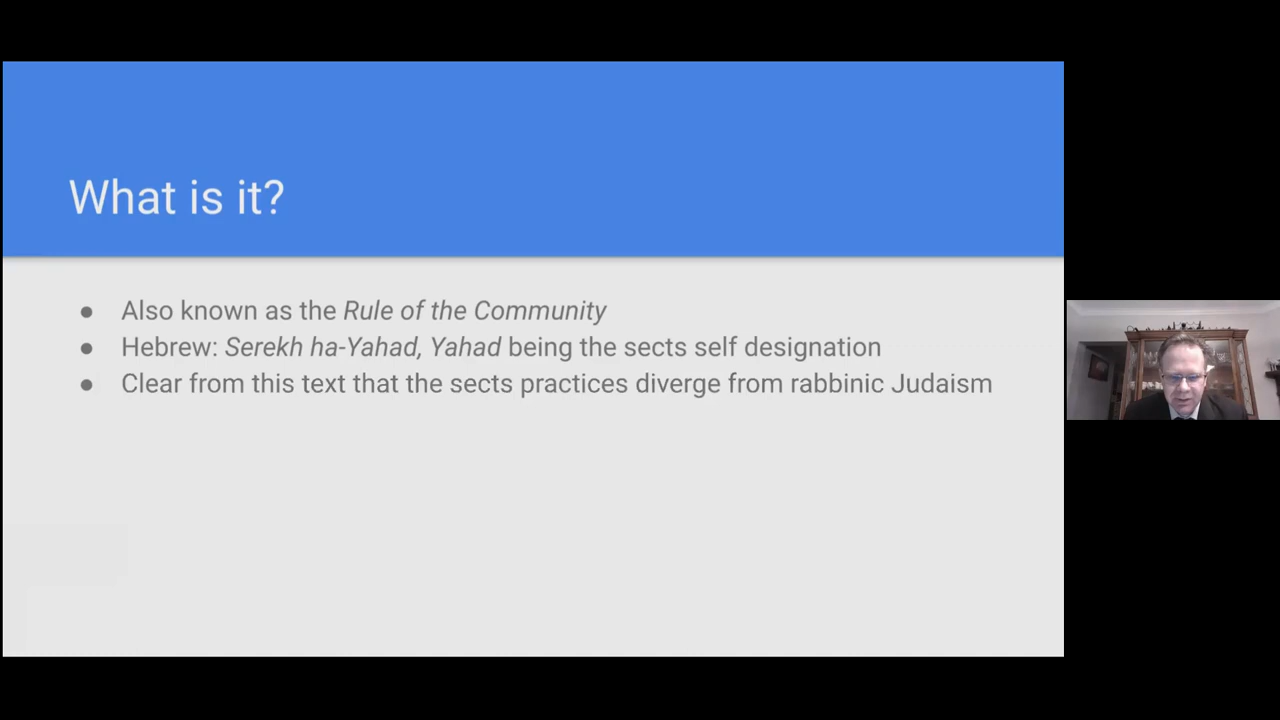 What is it?
● Also known as the Rule of the Community
● Hebrew: Serekh ha-Yahad, Yahad being the sects self designation
● Clear from this text that the sects practices diverge from rabbinic Judaism